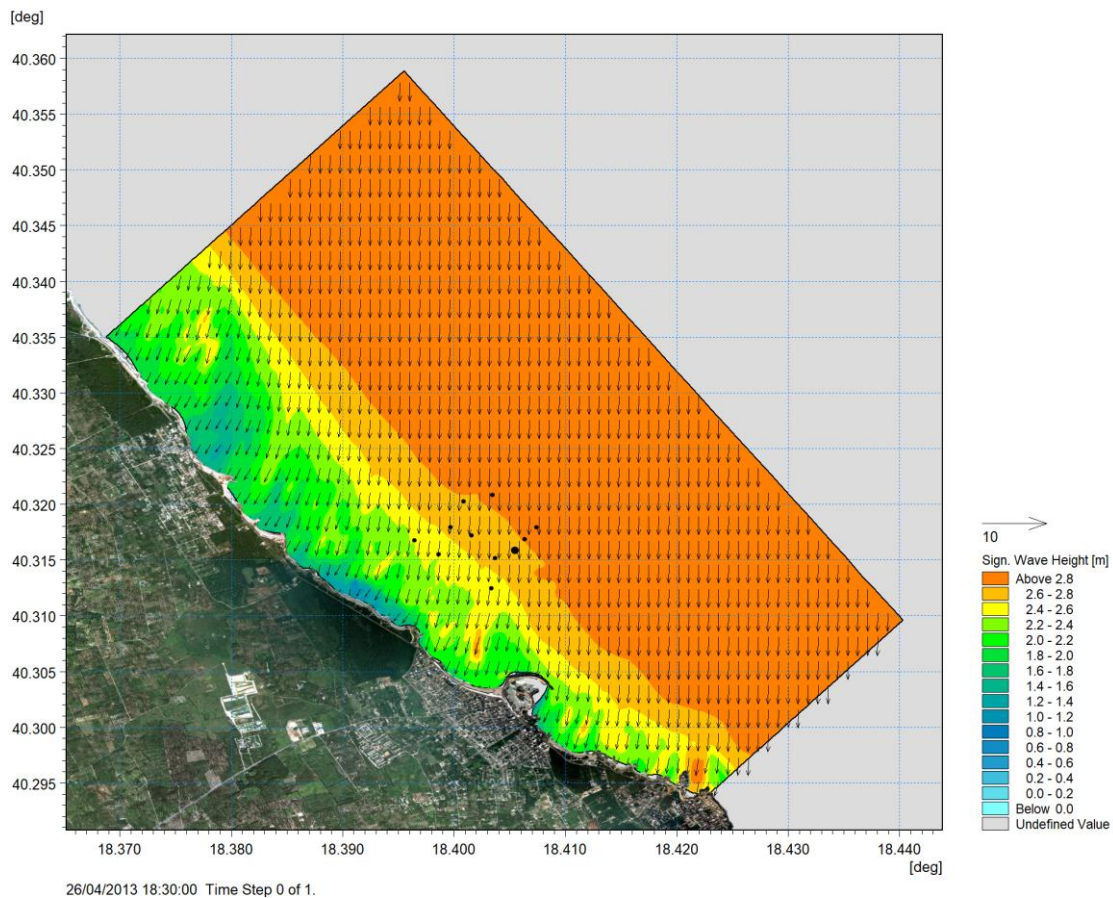 [deg]
40.360
40.355
40.350
40.345
40.340
40.335
40.330
40.325
40.320
40.315
40.310
40.305
40.300
40.295
18.370 18.380 18.390 18.400 18.410 18.420 18.430 18.440
[deg]
26/04/2013 18:30:00 Time Step 0 of 1.
10
Sign. Wave Height [m]
Above 2.8
2.6 - 2.8
2.4 - 2.6
2.2 - 2.4
2.0 - 2.2
1.8 - 2.0
1.6 - 1.8
1.4 - 1.6
1.2 - 1.4
1.0 - 1.2
0.8 - 1.0
0.6 - 0.8
0.4 - 0.6
0.2 - 0.4
0.0 - 0.2
Below 0.0
Undefined Value